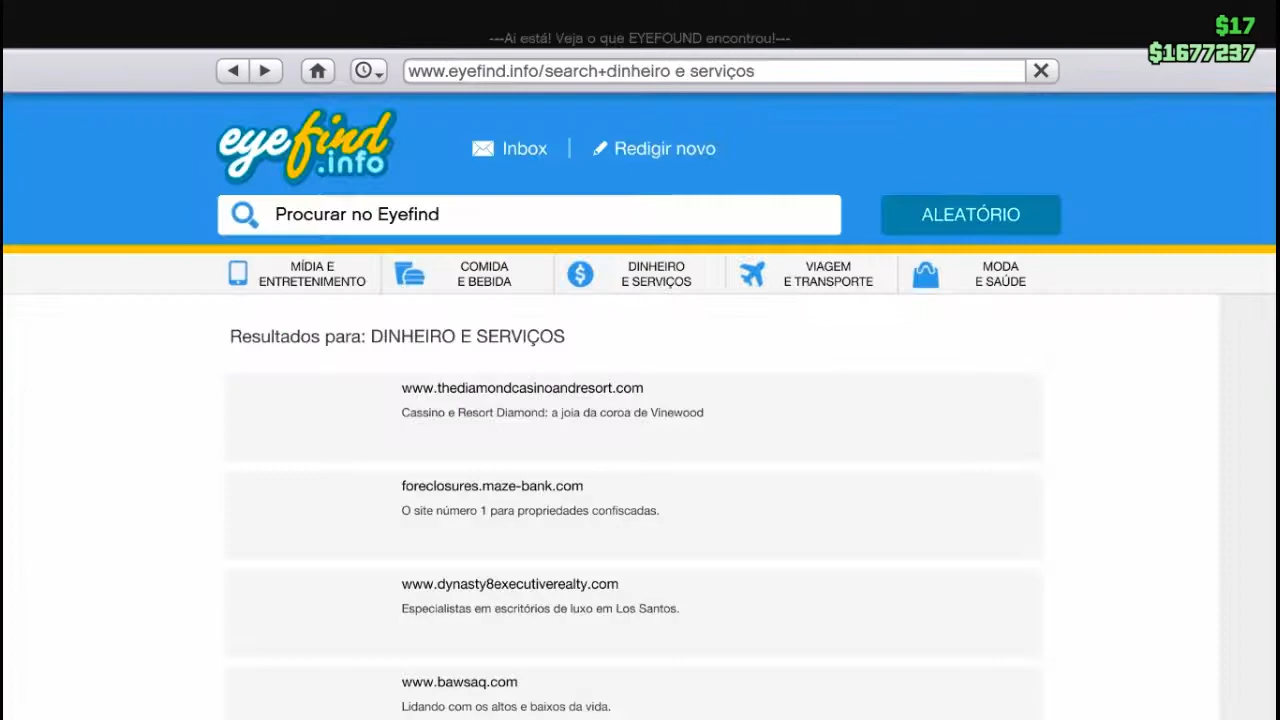 $17
---Ai está! Veja o que EYEFOUND encontrou!---
$1677237
www.eyefind.info/search+dinheiro e serviços
eyefind.info
Inbox
Redigir novo
Procurar no Eyefind
ALEATÓRIO
MÍDIA E
ENTRETENIMENTO
COMIDA
E BEBIDA
DINHEIRO
E SERVIÇOS
VIAGEM
E TRANSPORTE
MODA
E SAÚDE
Resultados para: DINHEIRO E SERVIÇOS
www.thediamondcasinoandresort.com
Cassino e Resort Diamond: a joia da coroa de Vinewood
foreclosures.maze-bank.com
O site número 1 para propriedades confiscadas.
www.dynasty8executiverealty.com
Especialistas em escritórios de luxo em Los Santos.
www.bawsaq.com
Lidando com os altos e baixos da vida.